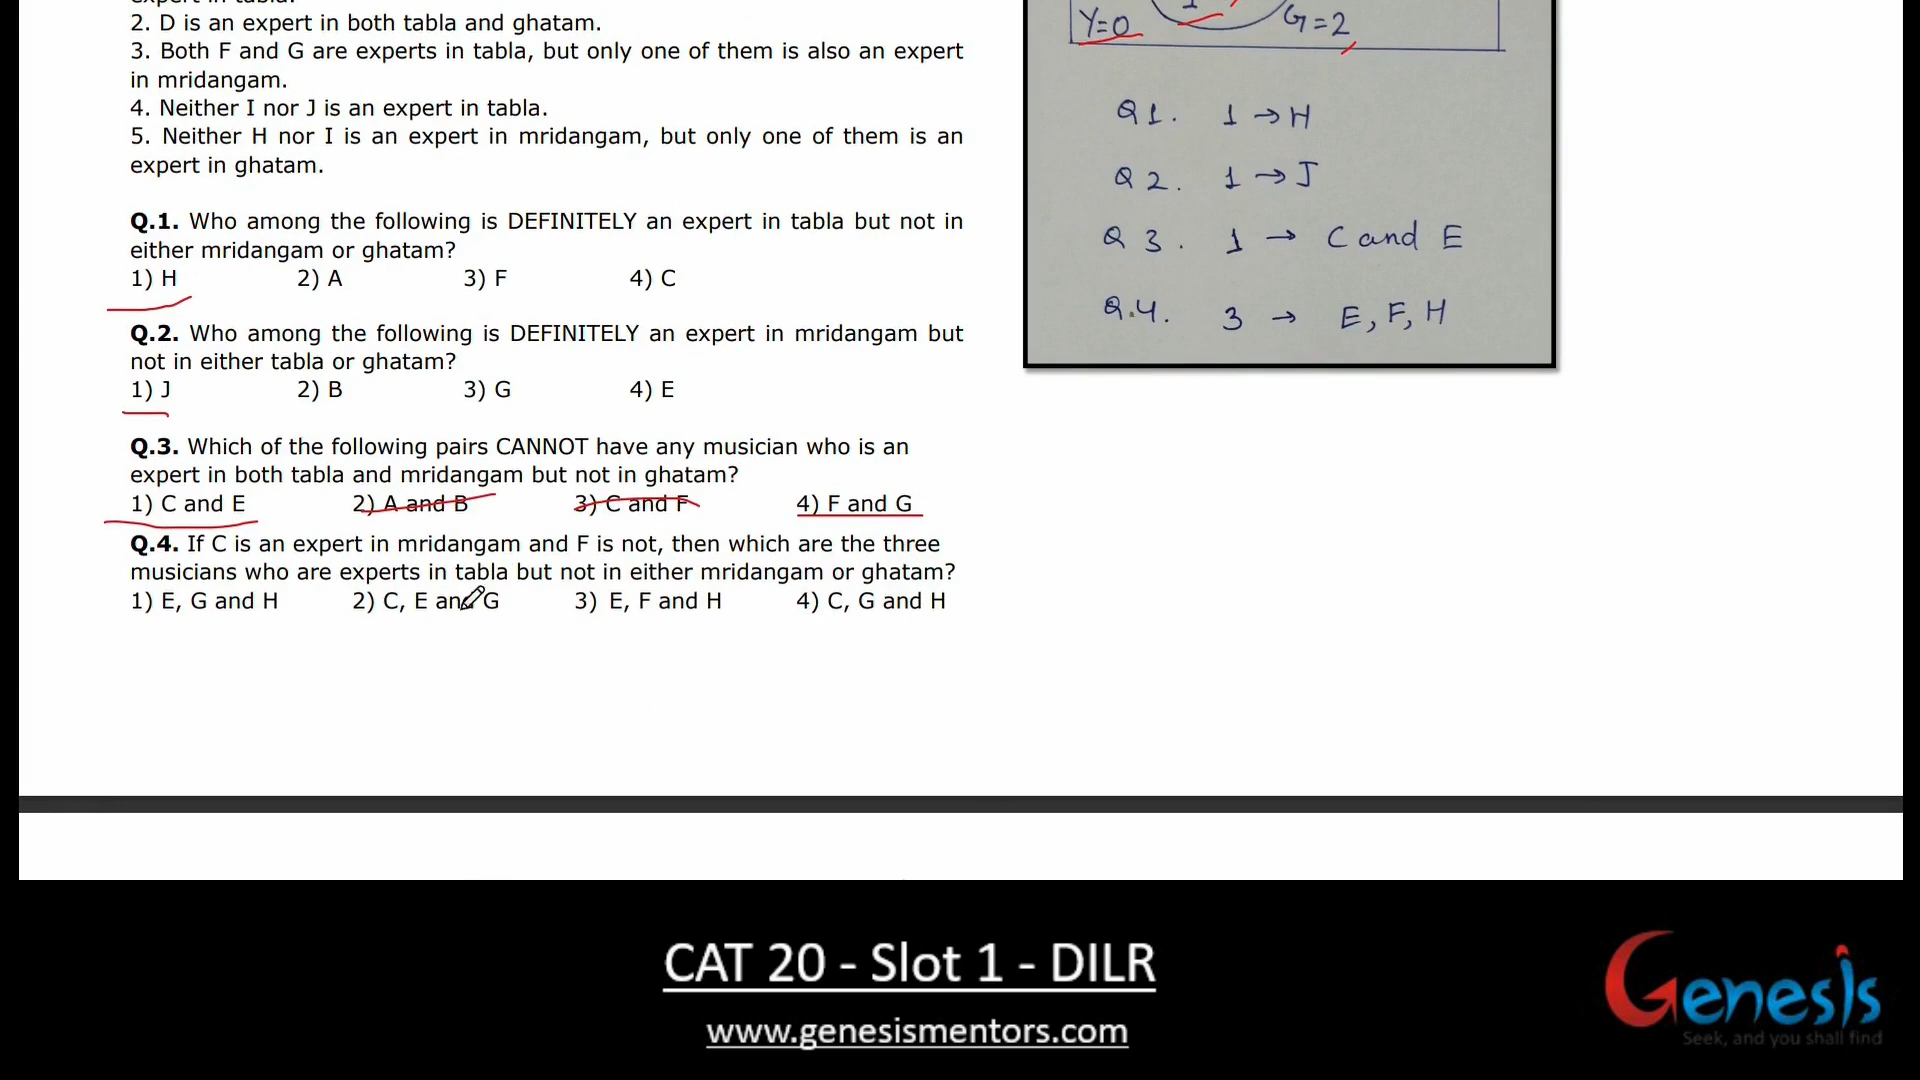 expert in tabla.
2. D is an expert in both tabla and ghatam.
3. Both F and G are experts in tabla, but only one of them is also an expert
in mridangam.
4. Neither I nor J is an expert in tabla.
5. Neither H nor I is an expert in mridangam, but only one of them is an
expert in ghatam.
Q.1. Who among the following is DEFINITELY an expert in tabla but not in
either mridangam or ghatam?
1) H 2) A 3) F 4) C
Q.2. Who among the following is DEFINITELY an expert in mridangam but
not in either tabla or ghatam?
1) J 2) B 3) G 4) E
Q.3. Which of the following pairs CANNOT have any musician who is an
expert in both tabla and mridangam but not in ghatam?
1) C and E 2) A and B 3) C and F 4) F and G
Q.4. If C is an expert in mridangam and F is not, then which are the three
musicians who are experts in tabla but not in either mridangam or ghatam?
1) E, G and H 2) C, E and G 3) E, F and H 4) C, G and H
Y=0 1 G=2
Q1. 1 → H
Q2. 1 → J
Q3. 1 → C and E
Q.4. 3 → E, F, H
CAT 20 - Slot 1 - DILR
www.genesismentors.com
Genesis
Seek, and you shall find